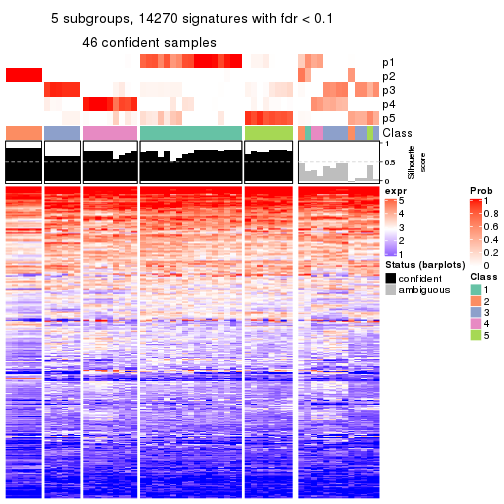 5 subgroups, 14270 signatures with fdr < 0.1
46 confident samples
p1
p2
p3
p4
p5
Class
1
0.5
0
Silhouette
score
expr
5
4
3
2
1
Status (barplots)
confident
ambiguous
Prob
1
0.8
0.6
0.4
0.2
0
Class
1
2
3
4
5